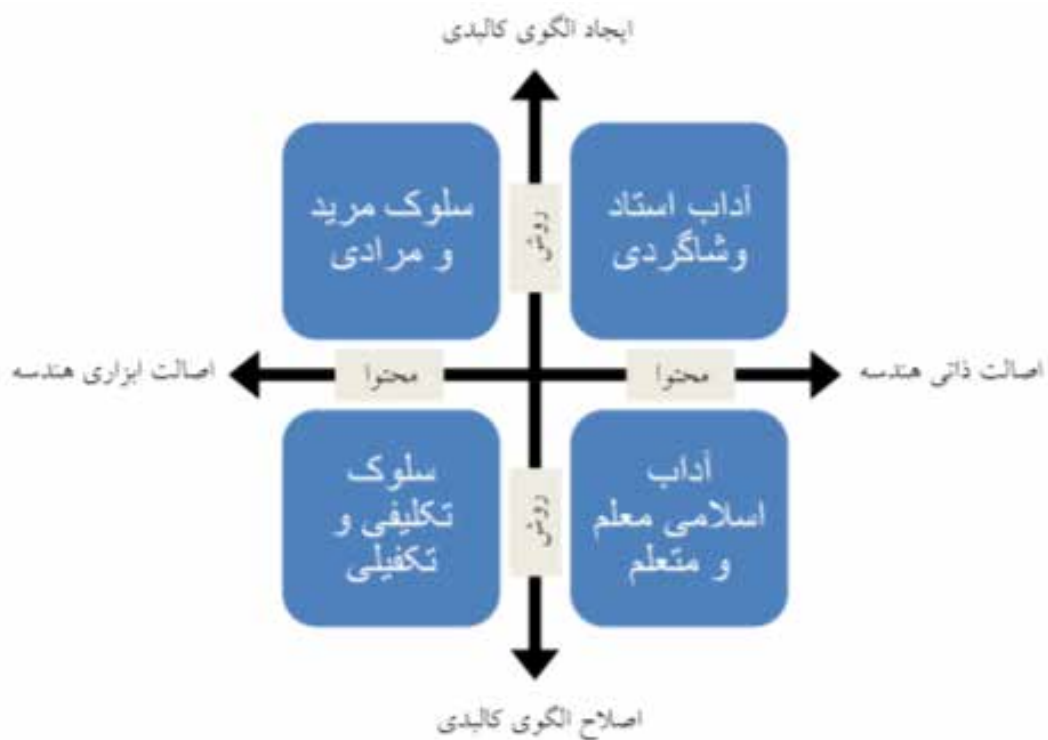 ایجاد الگوی کالبدی
آداب استاد
وشاگردی
سلوک مرید
و مرادی
روش
اصالت ذاتی هندسه
محتوا
محتوا
اصالت ابزاری هندسه
آداب
اسلامی معلم
و متعلم
سلوک
تکلیفی و
تکفیلی
روش
اصلاح الگوی کالبدی